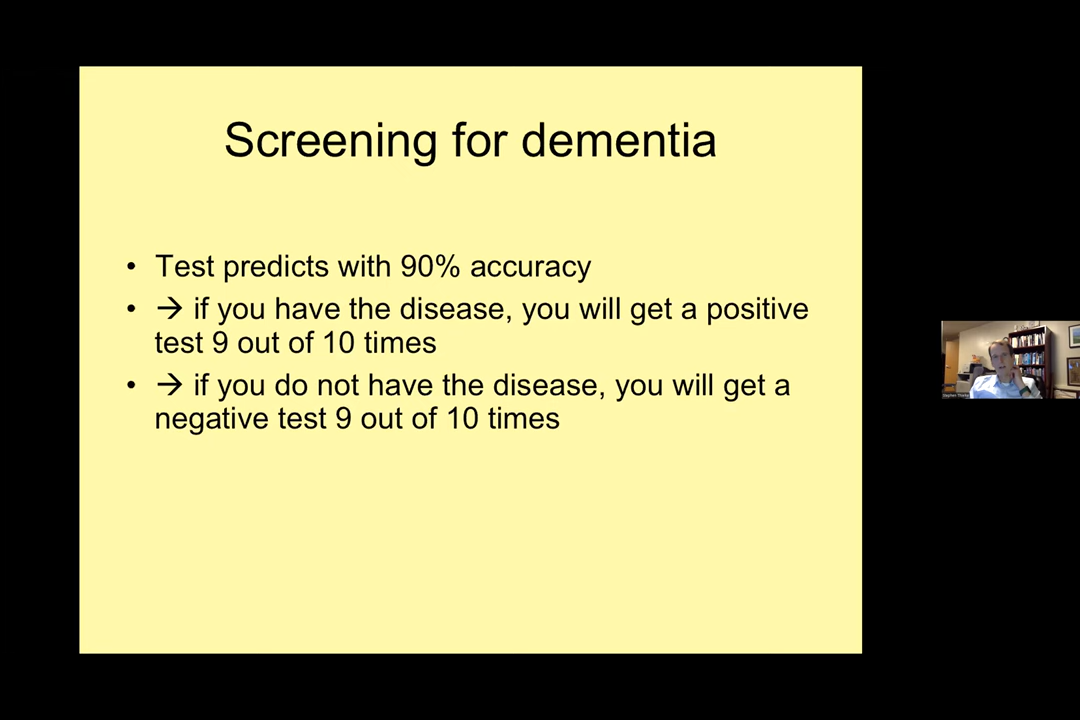 Screening for dementia
• Test predicts with 90% accuracy
• → if you have the disease, you will get a positive
test 9 out of 10 times
• → if you do not have the disease, you will get a
negative test 9 out of 10 times
Stephen